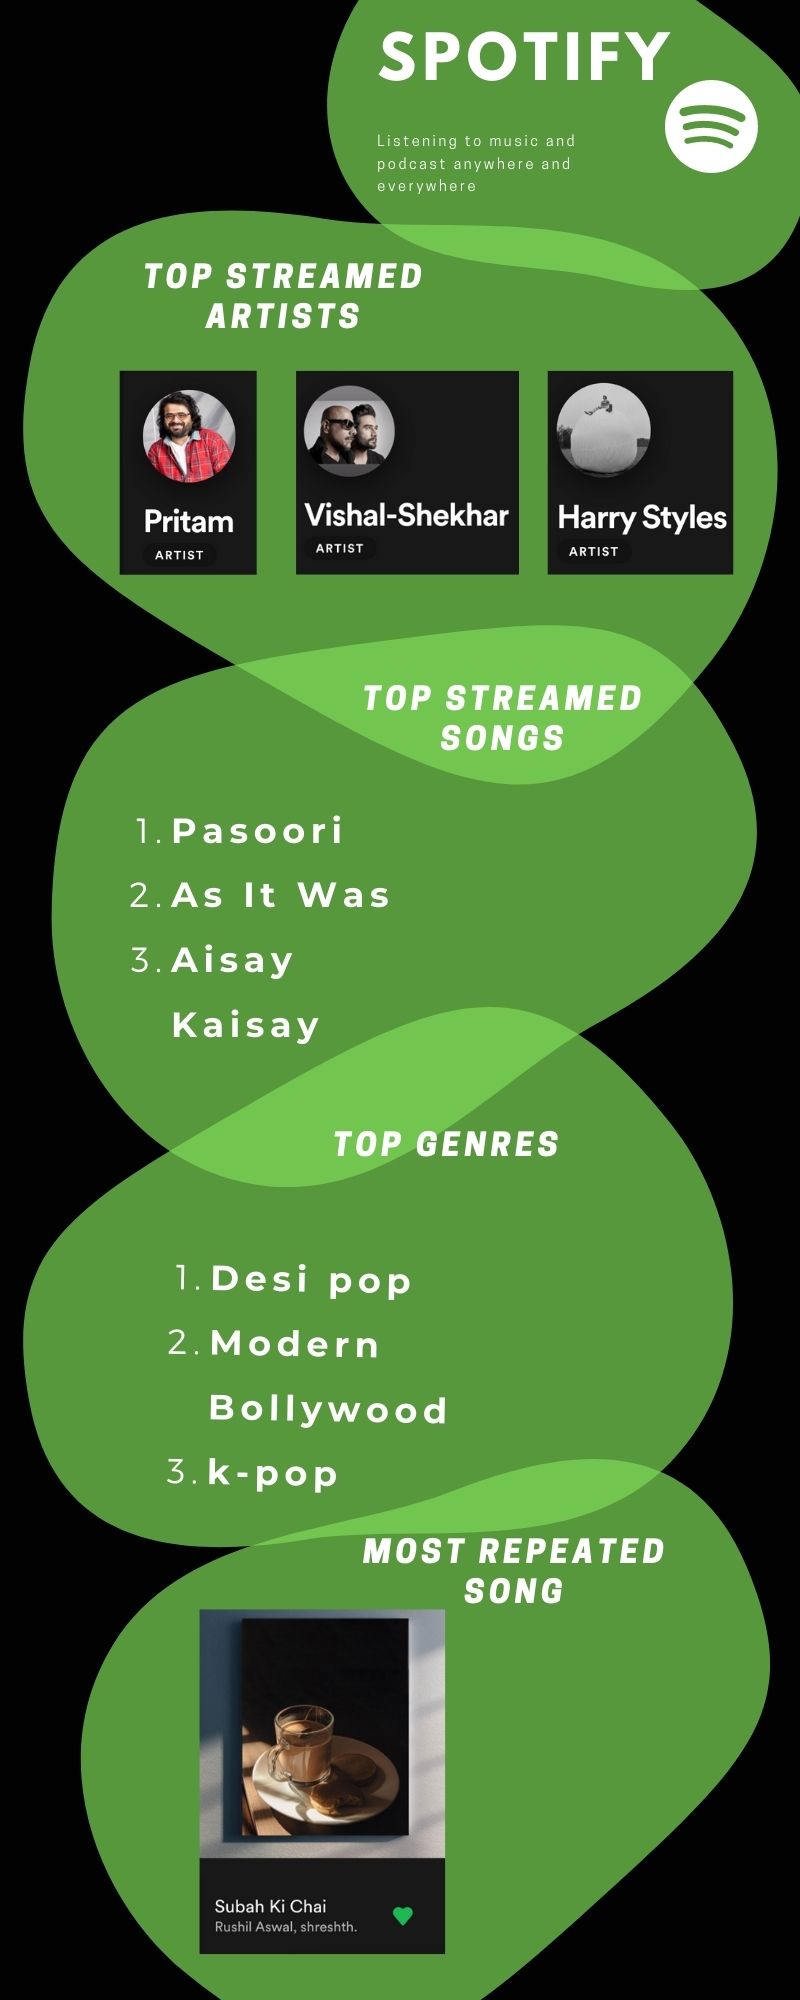 SPOTIFY
Listening to music and
podcast anywhere and
everywhere
TOP STREAMED
ARTISTS
Pritam
ARTIST
Vishal-Shekhar
ARTIST
Harry Styles
ARTIST
TOP STREAMED
SONGS
1. Pasoori
2. As It Was
3. Aisay
Kaisay
TOP GENRES
1. Desi pop
2. Modern
Bollywood
3. k-pop
MOST REPEATED
SONG
Subah Ki Chai
Rushil Aswal, shreshth.